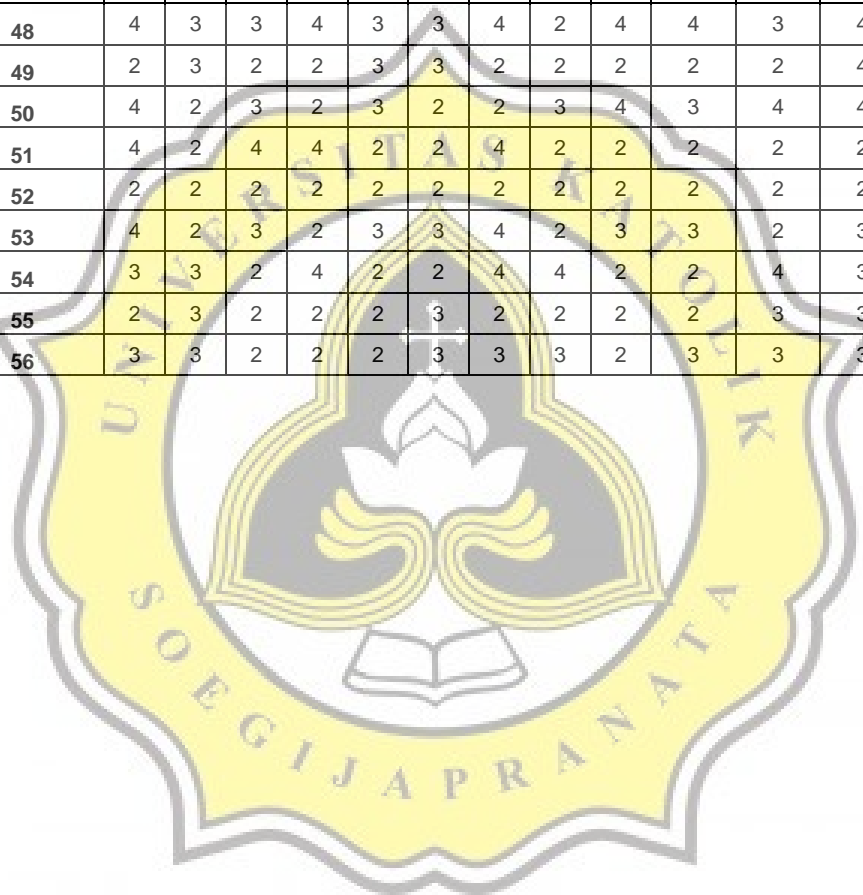 48 4 3 3 4 3 3 4 2 4 4 3 4
49 2 3 2 2 3 3 2 2 2 2 2 4
50 4 2 3 2 3 2 2 3 4 3 4 4
51 4 2 4 4 2 2 4 2 2 2 2 2
52 2 2 2 2 2 2 2 2 2 2 2 2
53 4 2 3 2 3 3 4 2 3 3 2 3
54 3 3 2 4 2 2 4 4 2 2 4 3
55 2 3 2 2 2 3 2 2 2 2 3 3
56 3 3 2 2 2 3 3 3 2 3 3 3
UNIVERSITAS KATOLIK
SOEGIJAPRANATA